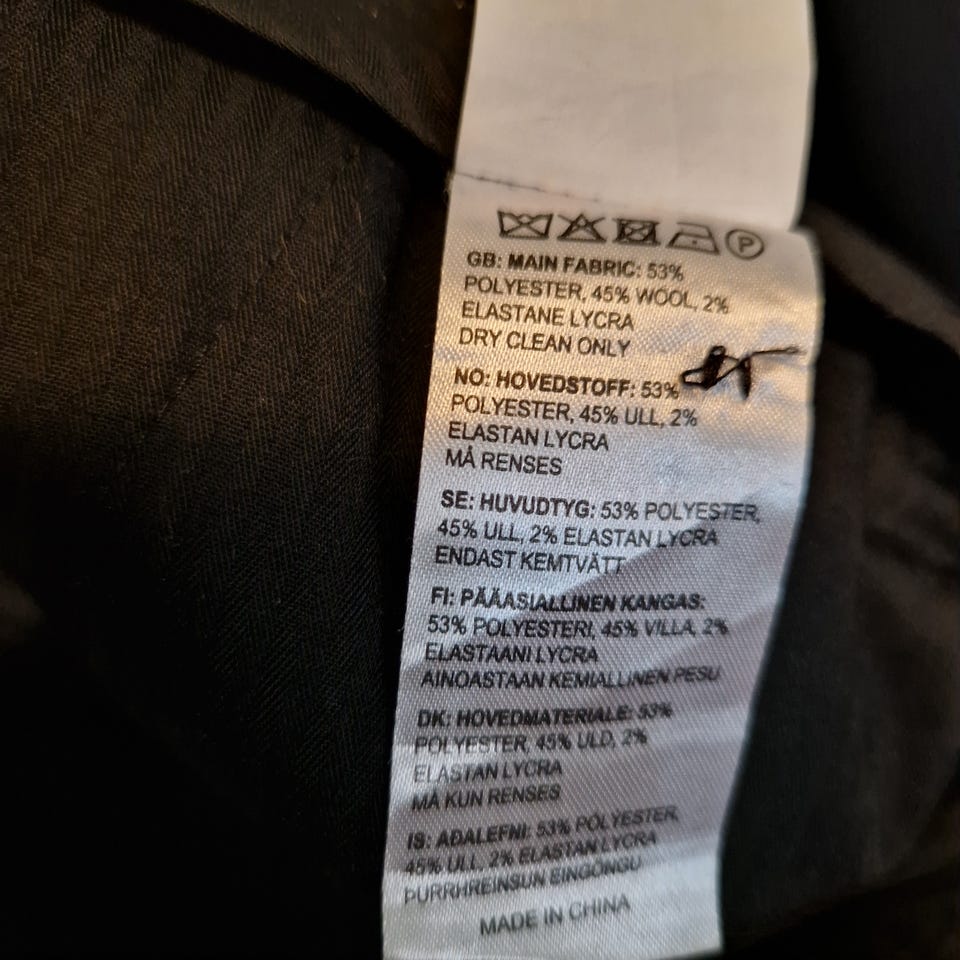 P
GB: MAIN FABRIC: 53%
POLYESTER, 45% WOOL, 2%
ELASTANE LYCRA
DRY CLEAN ONLY
NO: HOVEDSTOFF: 53%
POLYESTER, 45% ULL, 2%
ELASTAN LYCRA
MÅ RENSES
SE: HUVUDTYG: 53% POLYESTER,
45% ULL, 2% ELASTAN LYCRA
ENDAST KEMTVÄTT
FI: PÄÄASIALLINEN KANGAS:
53% POLYESTERI, 45% VILLA, 2%
ELASTAANI LYCRA
AINOASTAAN KEMIALLINEN PESU
DK: HOVEDMATERIALE: 53%
POLYESTER, 45% ULD, 2%
ELASTAN LYCRA
MÅ KUN RENSES
IS: AÐALEFNI: 53% POLYESTER,
45% ULL, 2% ELASTAN LYCRA
ÞURRHREINSUN EINGÖNGU
MADE IN CHINA